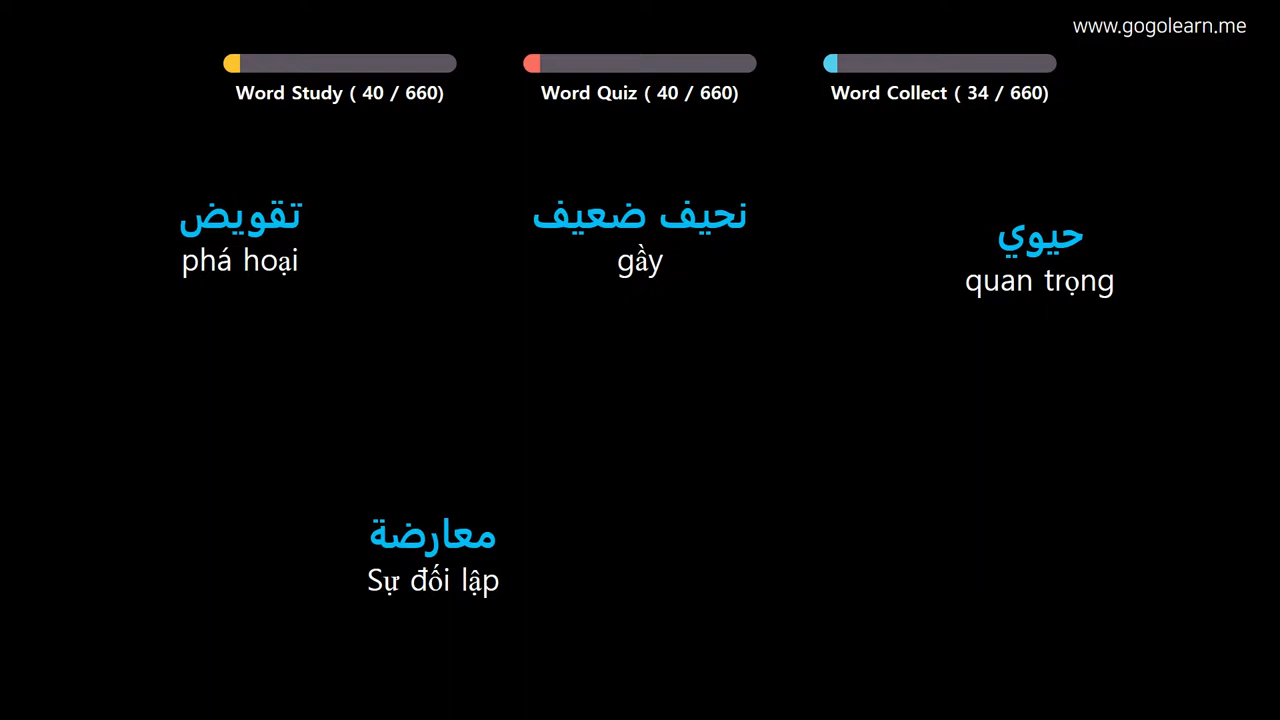 www.gogolearn.me
Word Study ( 40 / 660)
Word Quiz ( 40 / 660)
Word Collect ( 34 / 660)
تقويض
phá hoại
نحيف ضعيف
gầy
حيوي
quan trọng
معارضة
Sự đối lập